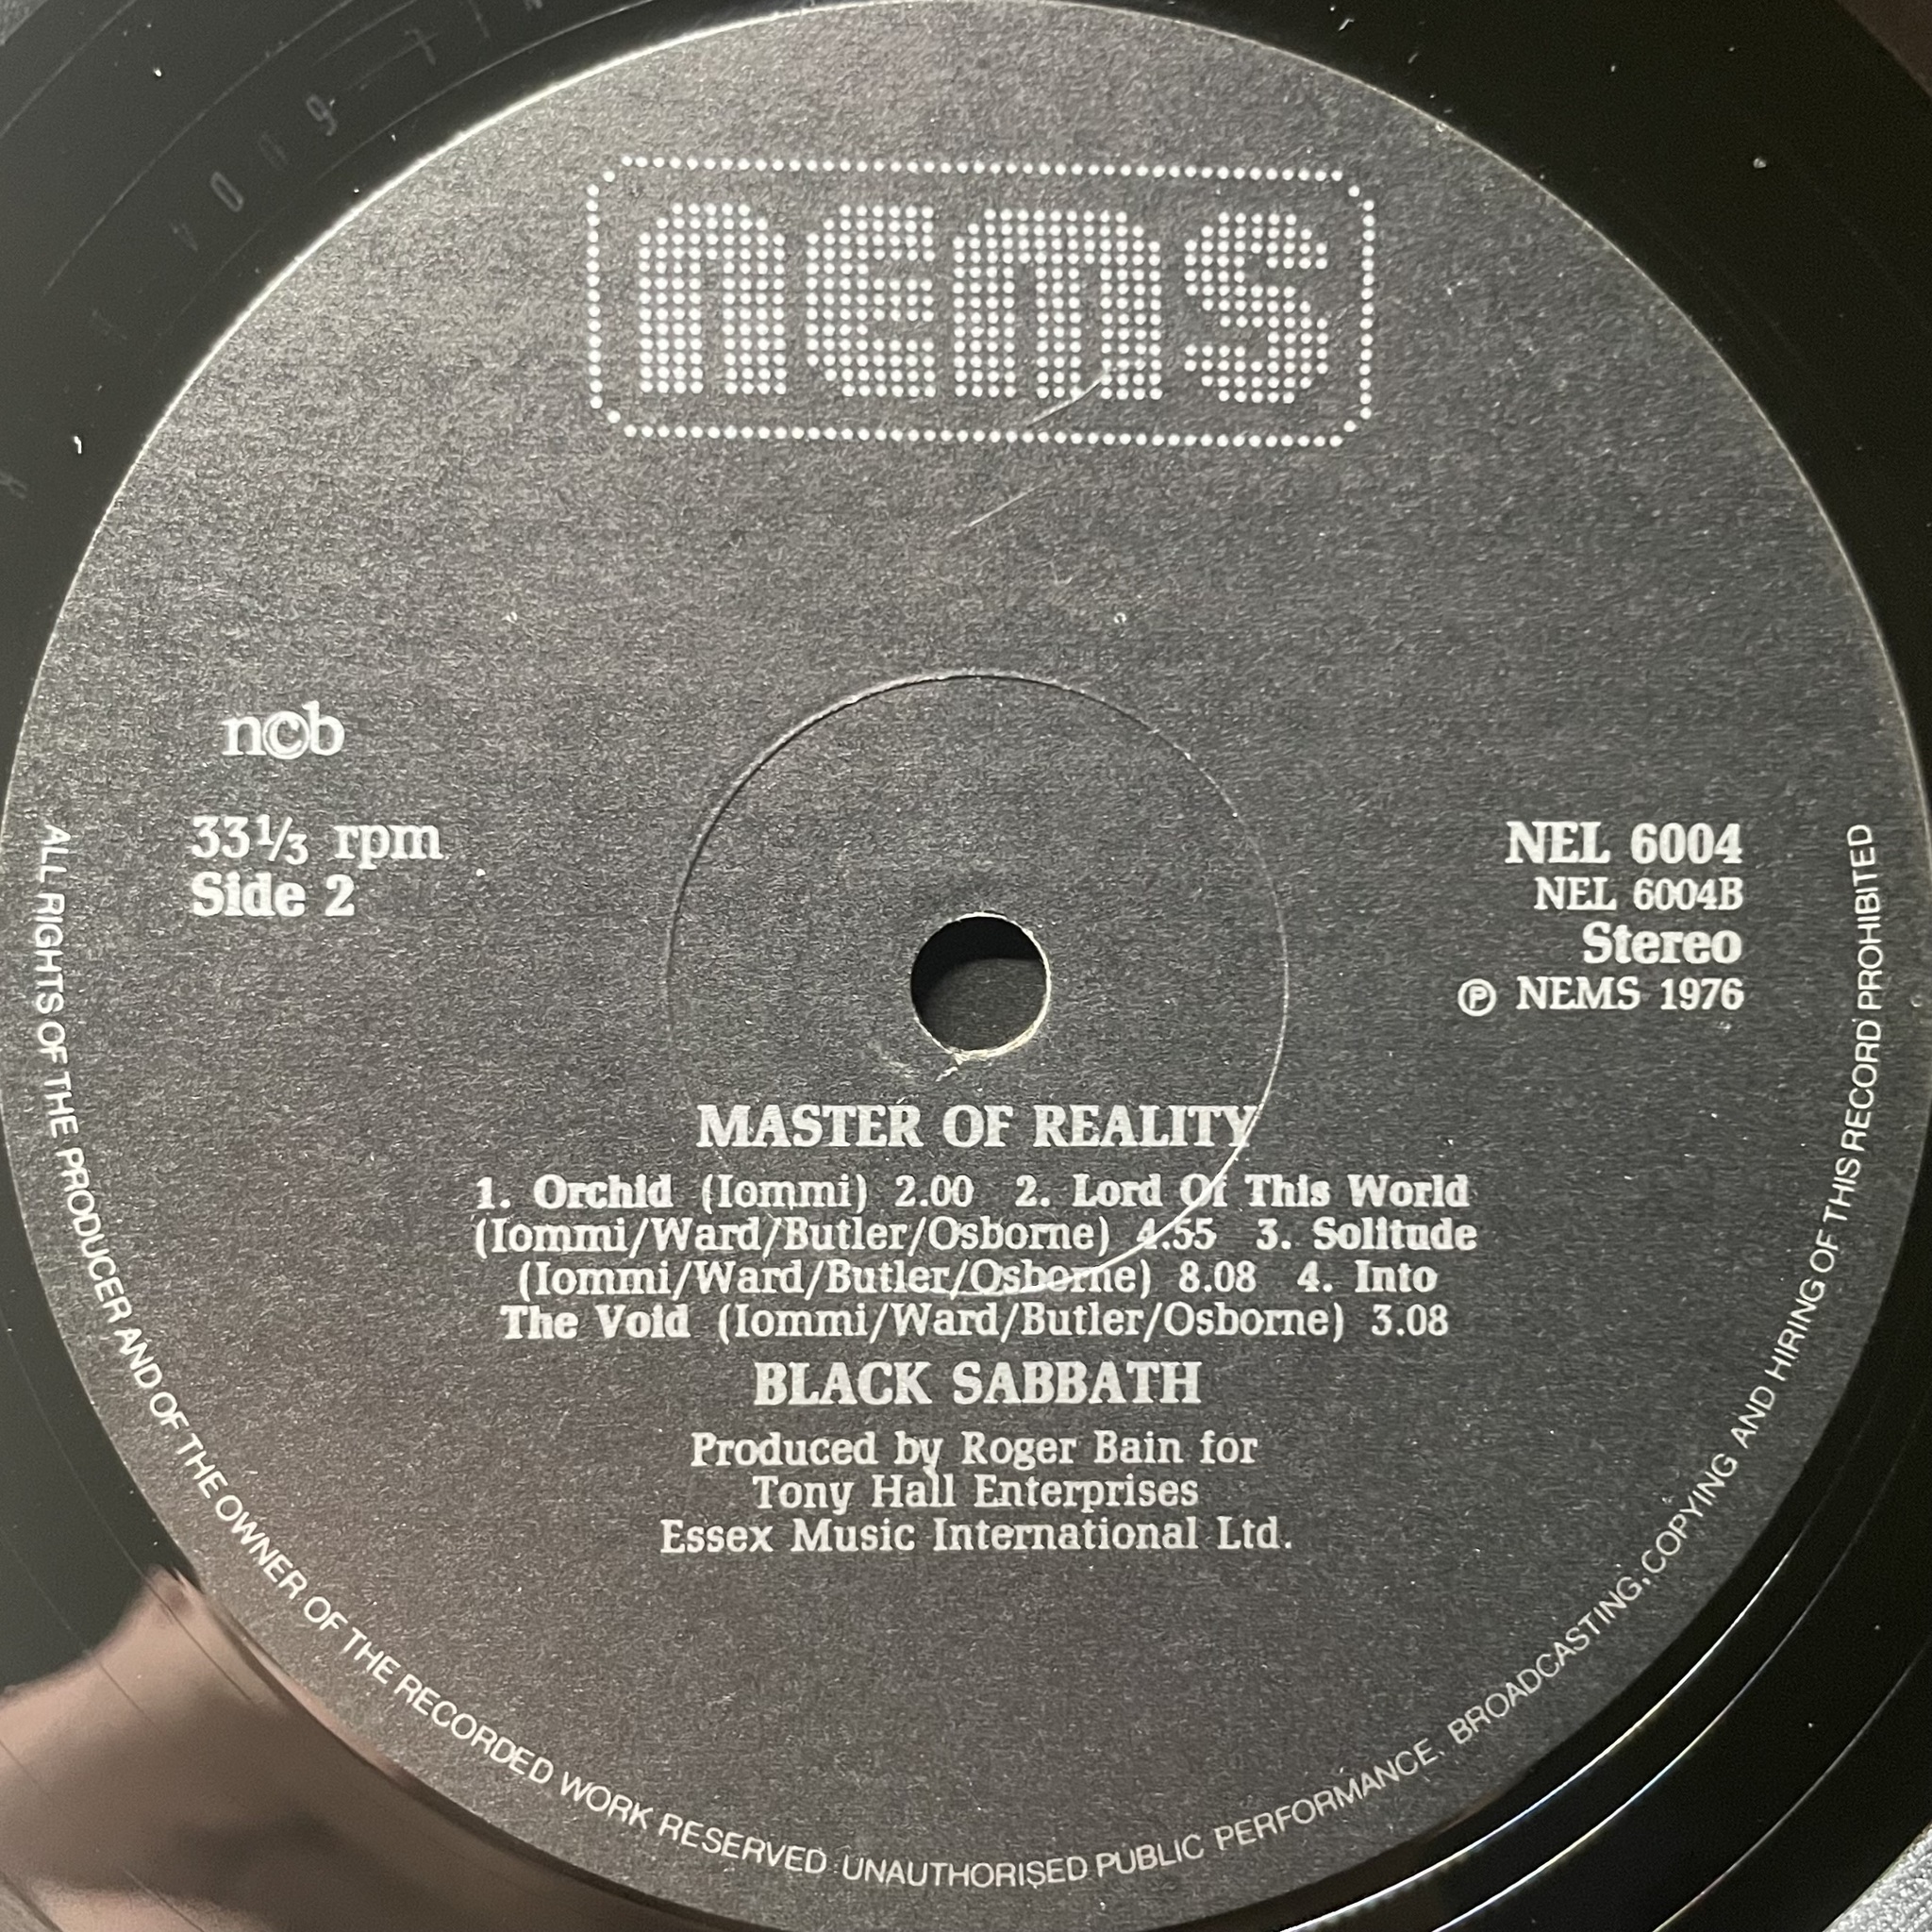 nems
n©b
33⅓ rpm
Side 2
NEL 6004
NEL 6004B
Stereo
℗ NEMS 1976
MASTER OF REALITY
1. Orchid (Iommi) 2.00 2. Lord Of This World
(Iommi/Ward/Butler/Osborne) 4.55 3. Solitude
(Iommi/Ward/Butler/Osborne) 8.08 4. Into
The Void (Iommi/Ward/Butler/Osborne) 3.08
BLACK SABBATH
Produced by Roger Bain for
Tony Hall Enterprises
Essex Music International Ltd.
ALL RIGHTS OF THE PRODUCER AND OF THE OWNER OF THE RECORDED WORK RESERVED UNAUTHORISED PUBLIC PERFORMANCE, BROADCASTING, COPYING AND HIRING OF THIS RECORD PROHIBITED